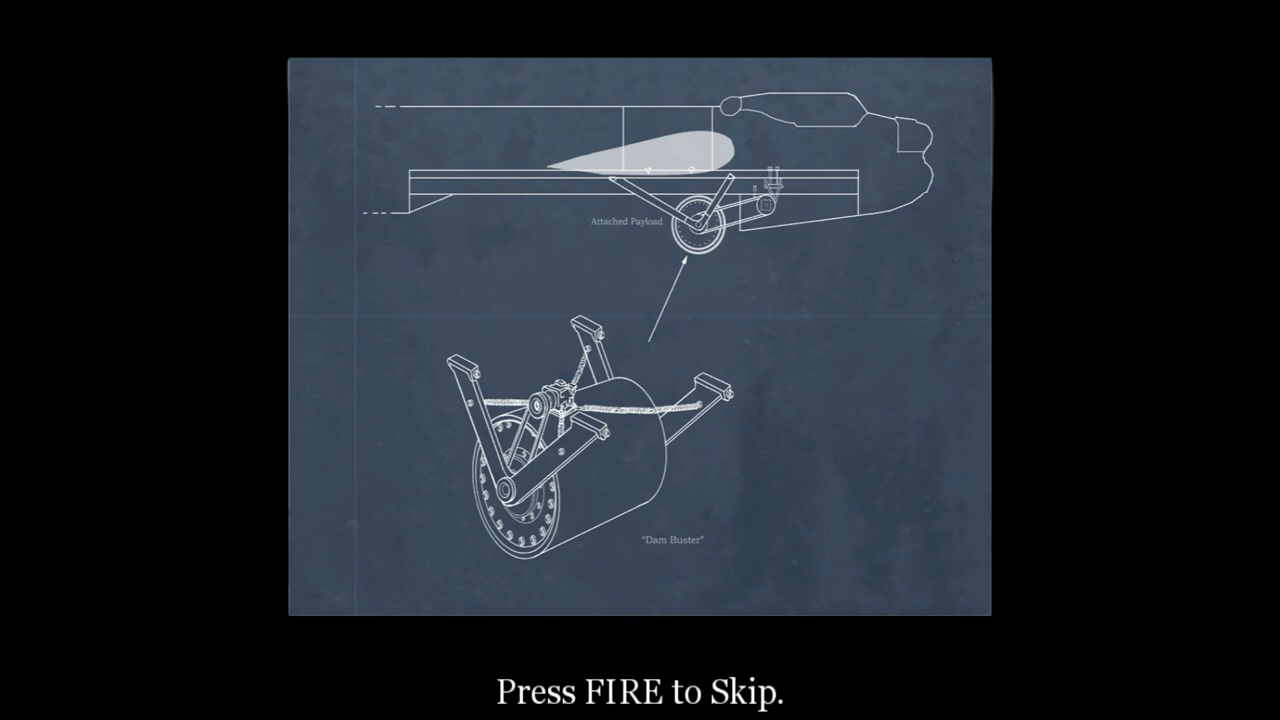 Attached Payload
"Dam Buster"
Press FIRE to Skip.